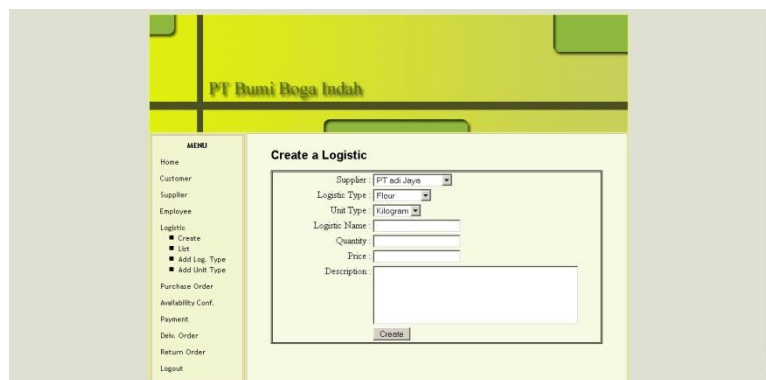 PT Bumi Boga Indah
MENU
Home
Customer
Supplier
Employee
Logistic
Create
List
Add Log. Type
Add Unit Type
Purchase Order
Availability Conf.
Payment
Delv. Order
Return Order
Logout
Create a Logistic
Supplier : PT adi Jaya
Logistic Type : Flour
Unit Type : Kilogram
Logistic Name :
Quantity :
Price :
Description :
Create